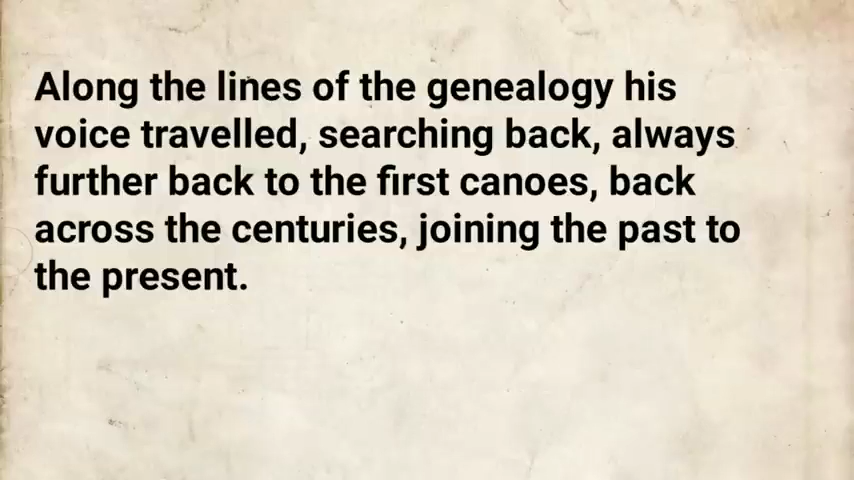 Along the lines of the genealogy his
voice travelled, searching back, always
further back to the first canoes, back
across the centuries, joining the past to
the present.